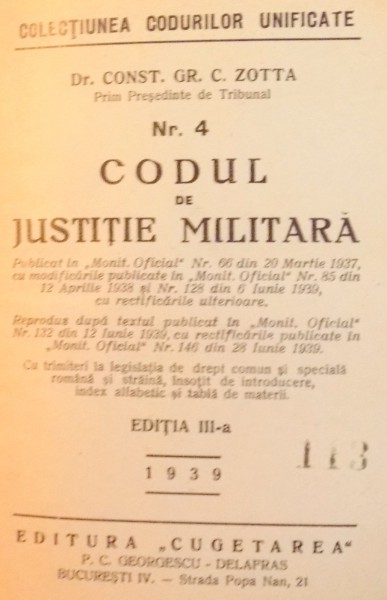 COLECȚIUNEA CODURILOR UNIFICATE
Dr. CONST. GR. C. ZOTTA
Prim Președinte de Tribunal
Nr. 4
CODUL
DE
JUSTIȚIE MILITARĂ
Publicat în „Monit. Oficial" Nr. 66 din 20 Martie 1937,
cu modificările publicate în „Monit. Oficial" Nr. 85 din
12 Aprilie 1938 și Nr. 128 din 6 Iunie 1939,
cu rectificările ulterioare.
Reprodus după textul publicat în „Monit. Oficial"
Nr. 132 din 12 Iunie 1939, cu rectificările publicate în
„Monit. Oficial" Nr. 146 din 28 Iunie 1939.
Cu trimiteri la legislația de drept comun și specială
română și străină, însoțit de introducere,
index alfabetic și tablă de materii.
EDIȚIA III-a
113
1939
EDITURA „CUGETAREA"
P. C. GEORGESCU - DELAFRAS
BUCUREȘTI IV. — Strada Popa Nan, 21